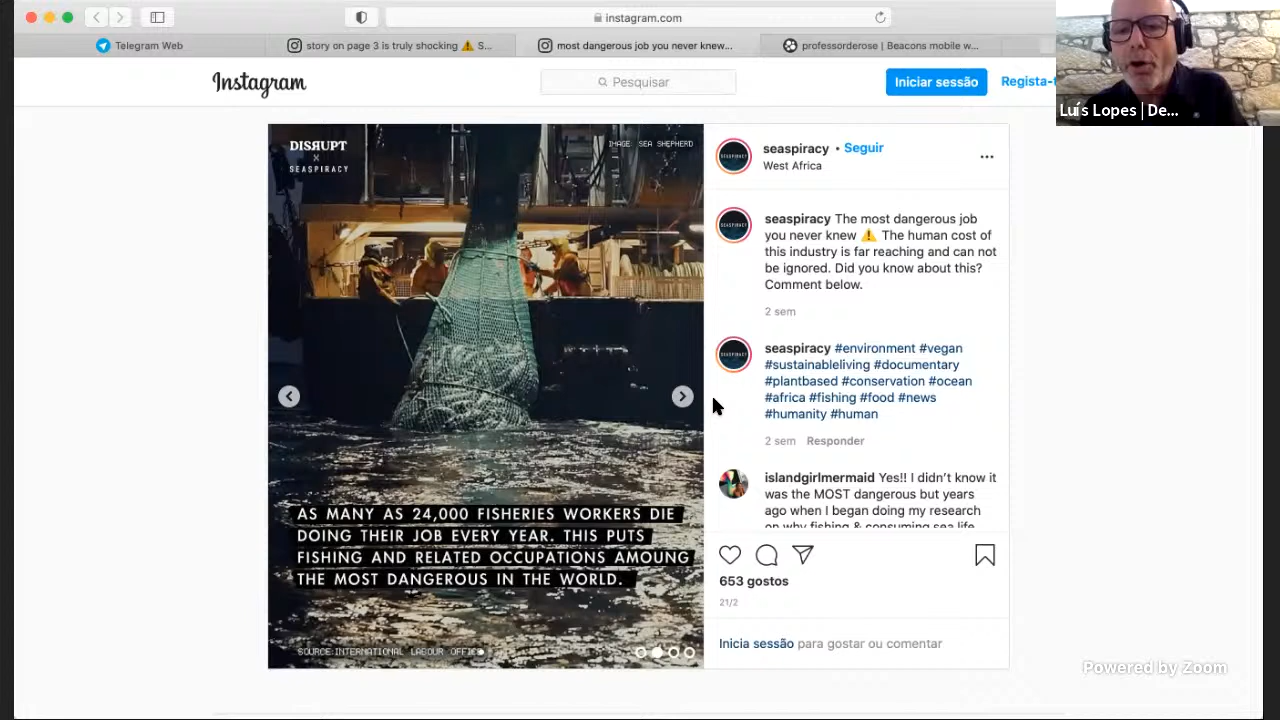 instagram.com
Telegram Web
story on page 3 is truly shocking ⚠️ S...
most dangerous job you never knew...
professorderose | Beacons mobile w...
Instagram
Pesquisar
Iniciar sessão
Regista-
Luís Lopes | De...
DISRUPT
X
SEASPIRACY
IMAGE: SEA SHEPHERD
AS MANY AS 24,000 FISHERIES WORKERS DIE
DOING THEIR JOB EVERY YEAR. THIS PUTS
FISHING AND RELATED OCCUPATIONS AMOUNG
THE MOST DANGEROUS IN THE WORLD.
SOURCE:INTERNATIONAL LABOUR OFFICE
seaspiracy • Seguir
West Africa
seaspiracy The most dangerous job
you never knew ⚠️ The human cost of
this industry is far reaching and can not
be ignored. Did you know about this?
Comment below.
2 sem
seaspiracy #environment #vegan
#sustainableliving #documentary
#plantbased #conservation #ocean
#africa #fishing #food #news
#humanity #human
2 sem Responder
islandgirlmermaid Yes!! I didn't know it
was the MOST dangerous but years
ago when I began doing my research
on why fishing & consuming sea life
653 gostos
21/2
Inicia sessão para gostar ou comentar
Powered by Zoom